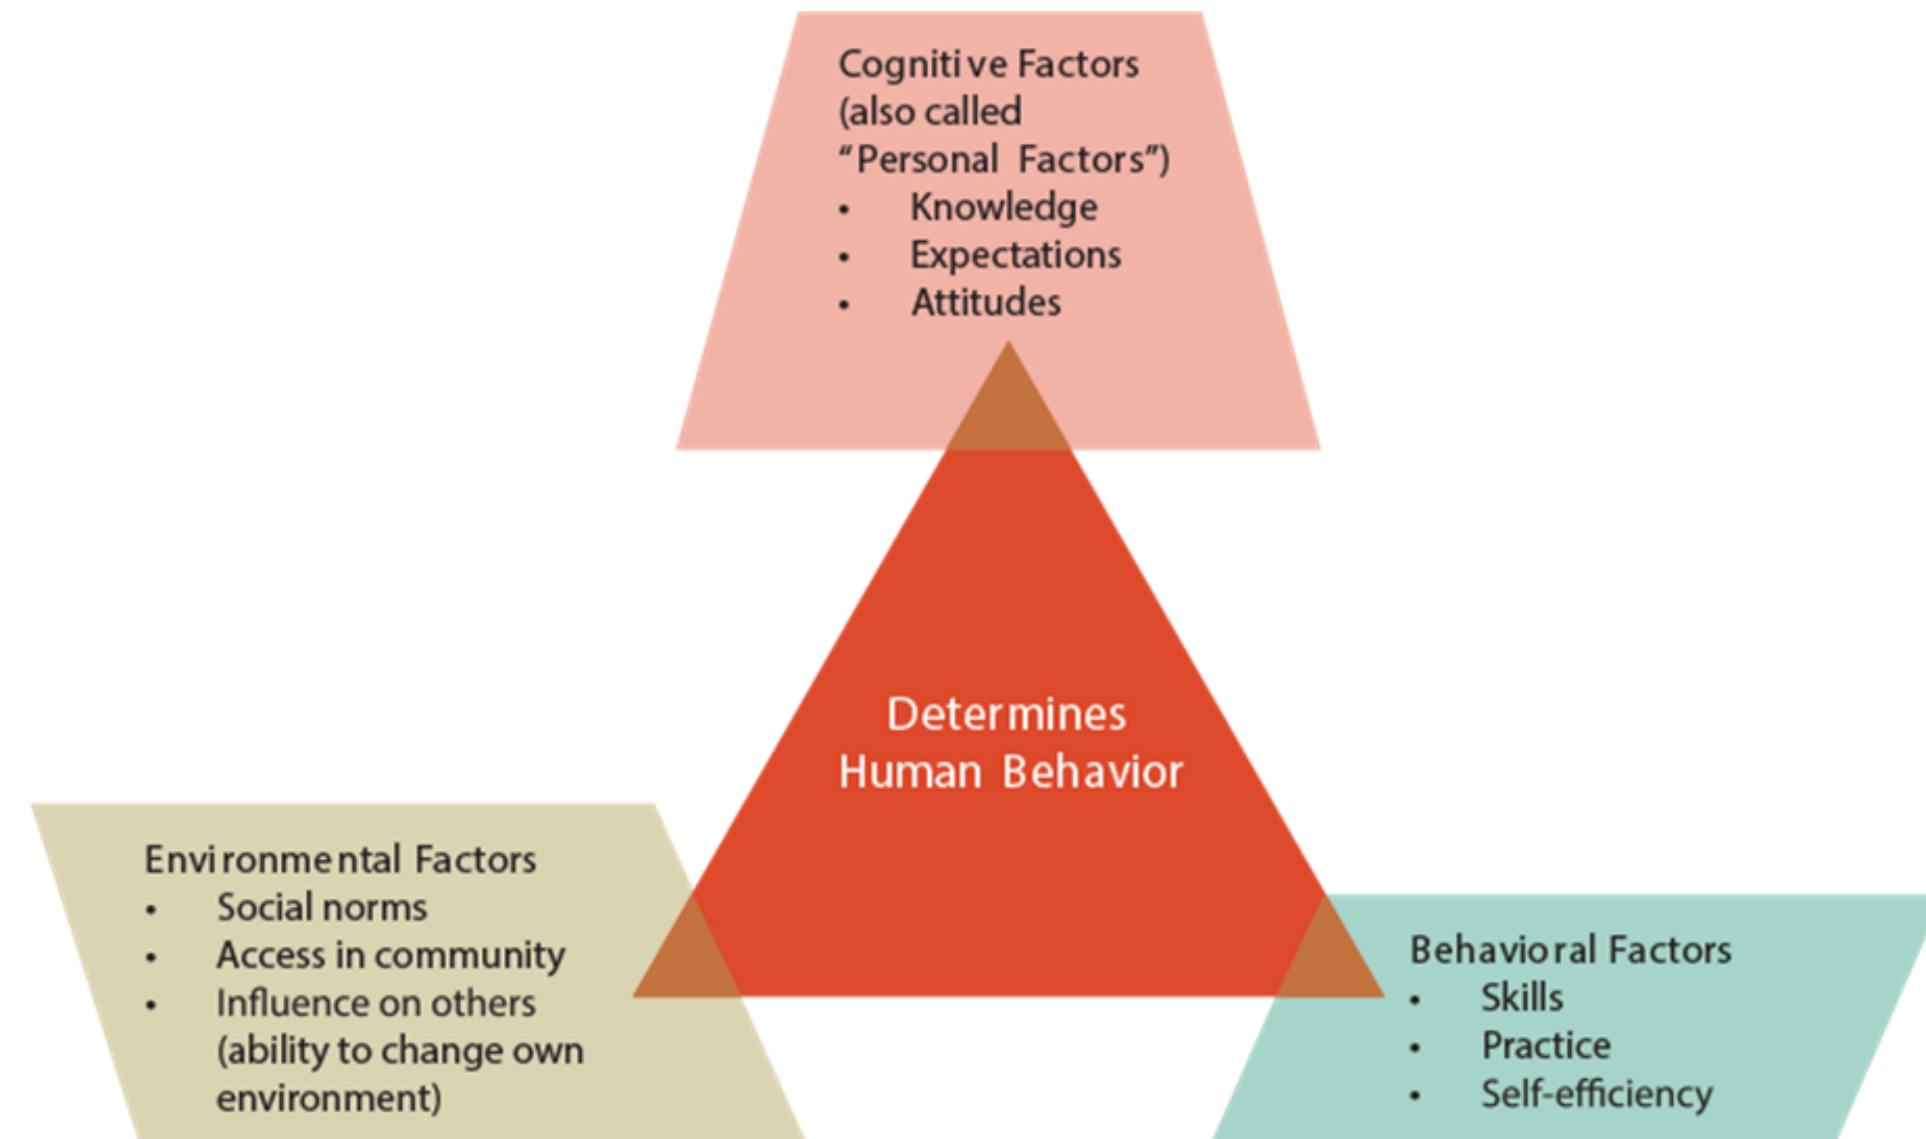 Cognitive Factors
(also called
“Personal Factors”)
• Knowledge
• Expectations
• Attitudes
Determines
Human Behavior
Environmental Factors
• Social norms
• Access in community
• Influence on others
(ability to change own
environment)
Behavioral Factors
• Skills
• Practice
• Self-efficiency